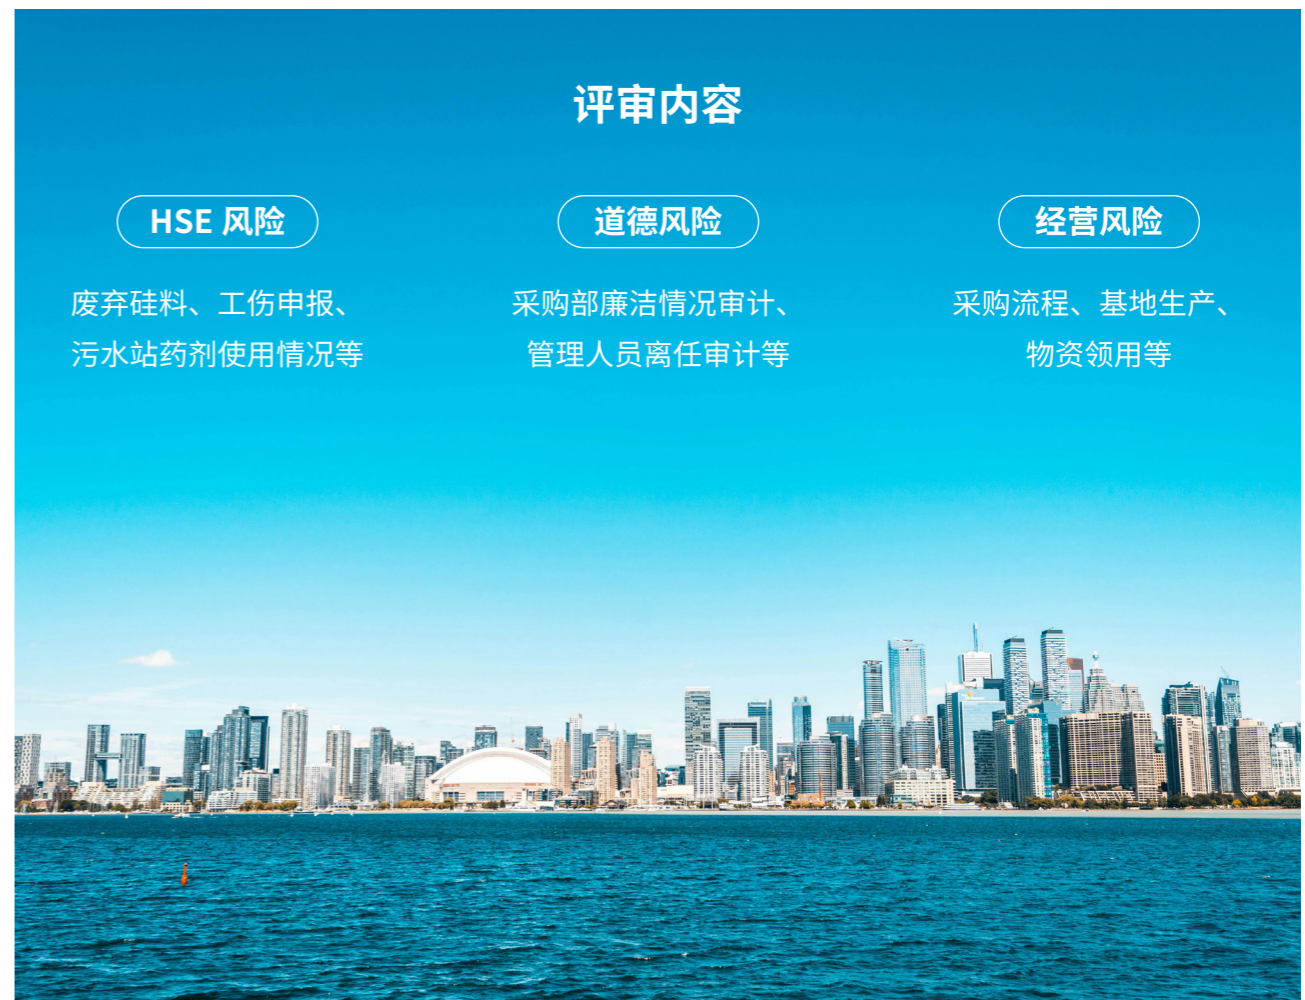 评审内容
HSE 风险
废弃硅料、工伤申报、
污水站药剂使用情况等
道德风险
采购部廉洁情况审计、
管理人员离任审计等
经营风险
采购流程、基地生产、
物资领用等